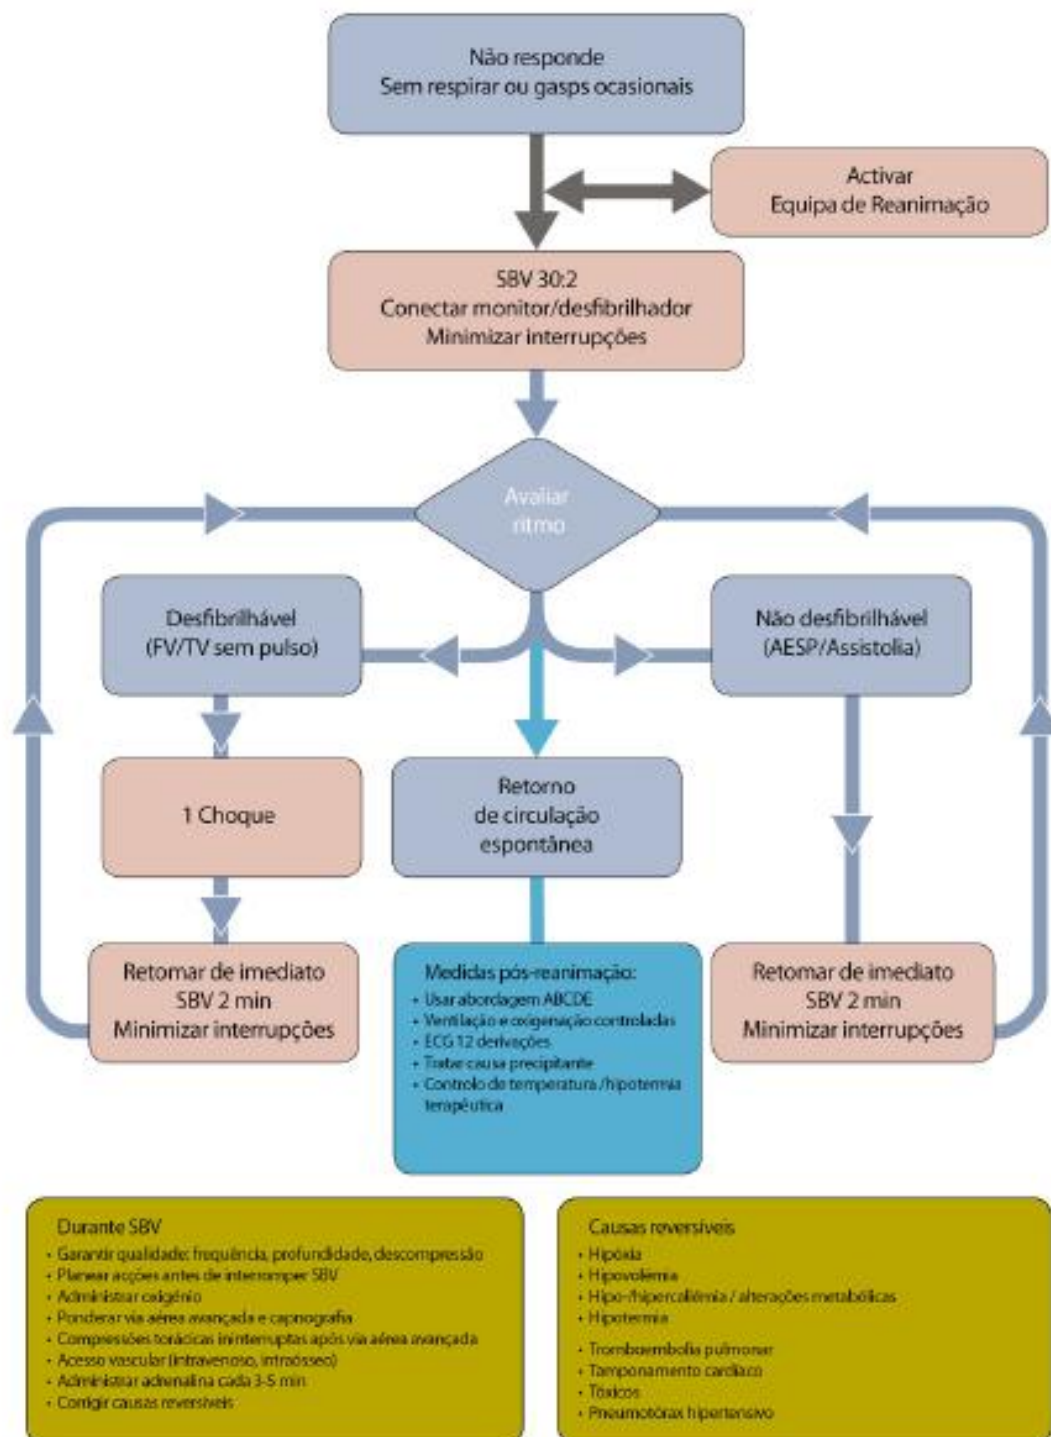 Não responde
Sem respirar ou gasps ocasionais
Activar
Equipa de Reanimação
SBV 30:2
Conectar monitor/desfibrilhador
Minimizar interrupções
Avaliar
ritmo
Desfibrilhável
(FV/TV sem pulso)
Não desfibrilhável
(AESP/Assistolia)
1 Choque
Retorno
de circulação
espontânea
Retomar de imediato
SBV 2 min
Minimizar interrupções
Medidas pós-reanimação:
• Usar abordagem ABCDE
• Ventilação e oxigenação controladas
• ECG 12 derivações
• Tratar causa precipitante
• Controlo de temperatura /hipotermia
terapêutica
Retomar de imediato
SBV 2 min
Minimizar interrupções
Durante SBV
• Garantir qualidade: frequência, profundidade, descompressão
• Planear acções antes de interromper SBV
• Administrar oxigénio
• Ponderar via aérea avançada e capnografia
• Compressões torácicas ininterruptas após via aérea avançada
• Acesso vascular (intravenoso, intraósseo)
• Administrar adrenalina cada 3-5 min
• Corrigir causas reversíveis
Causas reversíveis
• Hipóxia
• Hipovolémia
• Hipo-/hipercaliémia / alterações metabólicas
• Hipotermia
• Tromboembolia pulmonar
• Tamponamento cardíaco
• Tóxicos
• Pneumotórax hipertensivo